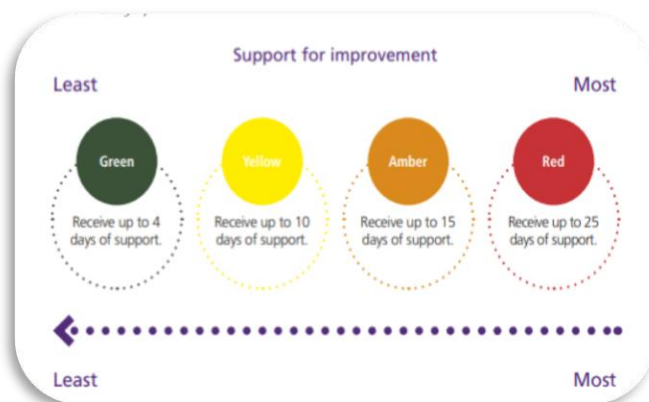 Support for improvement
Least Most
Green Yellow Amber Red
Receive up to 4 Receive up to 10 Receive up to 15 Receive up to 25
days of support. days of support. days of support. days of support.
Least Most